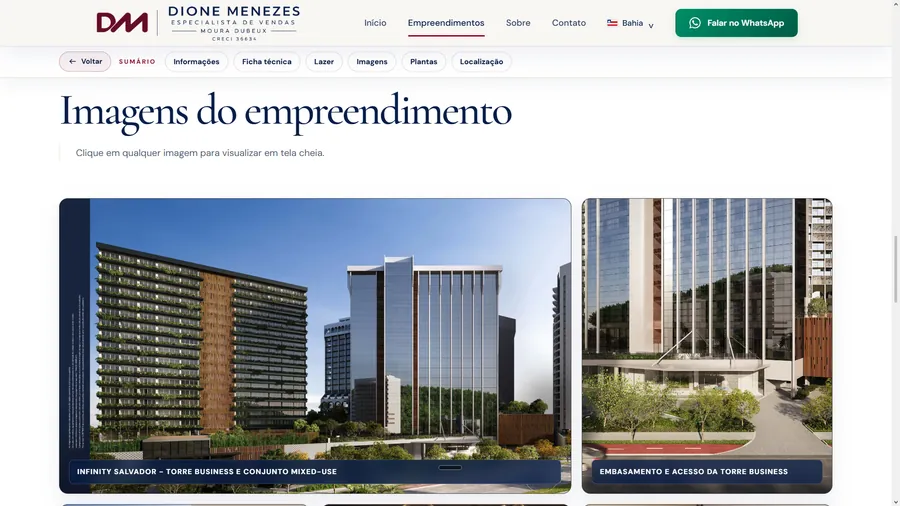 DM
DIONE MENEZES
ESPECIALISTA DE VENDAS
MOURA DUBEUX
CRECI 36634
Início
Empreendimentos
Sobre
Contato
Bahia
Falar no WhatsApp
← Voltar
SUMÁRIO
Informações
Ficha técnica
Lazer
Imagens
Plantas
Localização
Imagens do empreendimento
Clique em qualquer imagem para visualizar em tela cheia.
INFINITY SALVADOR – TORRE BUSINESS E CONJUNTO MIXED-USE
EMBASAMENTO E ACESSO DA TORRE BUSINESS